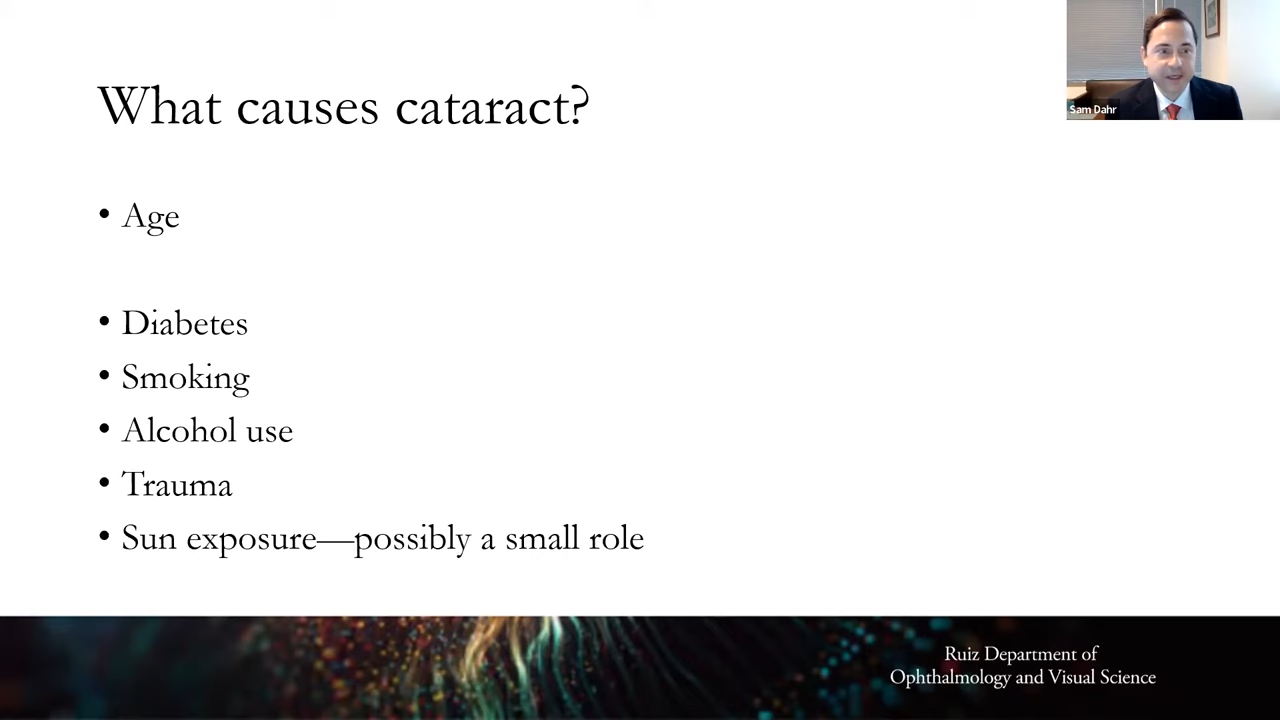 What causes cataract?
Sam Dahr
• Age
• Diabetes
• Smoking
• Alcohol use
• Trauma
• Sun exposure—possibly a small role
Ruiz Department of
Ophthalmology and Visual Science